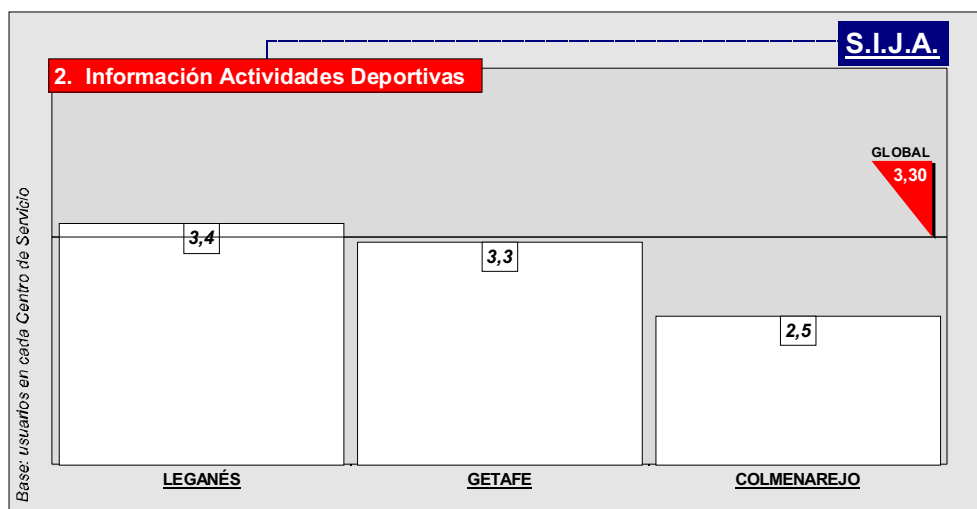 S.I.J.A.
2. Información Actividades Deportivas
GLOBAL
3,30
Base: usuarios en cada Centro de Servicio
3,4
3,3
2,5
LEGANÉS
GETAFE
COLMENAREJO